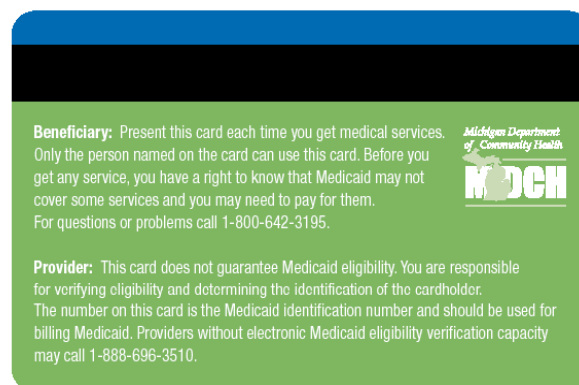 Beneficiary: Present this card each time you get medical services.
Only the person named on the card can use this card. Before you
get any service, you have a right to know that Medicaid may not
cover some services and you may need to pay for them.
For questions or problems call 1-800-642-3195.
Michigan Department
of Community Health
MDCH
Provider: This card does not guarantee Medicaid eligibility. You are responsible
for verifying eligibility and determining the identification of the cardholder.
The number on this card is the Medicaid identification number and should be used for
billing Medicaid. Providers without electronic Medicaid eligibility verification capacity
may call 1-888-696-3510.